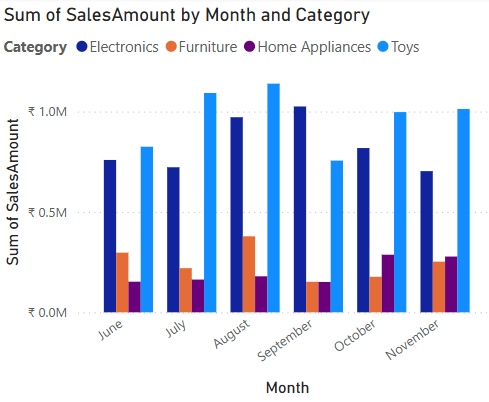 Sum of SalesAmount by Month and Category
Category Electronics Furniture Home Appliances Toys
Sum of SalesAmount
₹ 1.0M
₹ 0.5M
₹ 0.0M
June July August September October November
Month